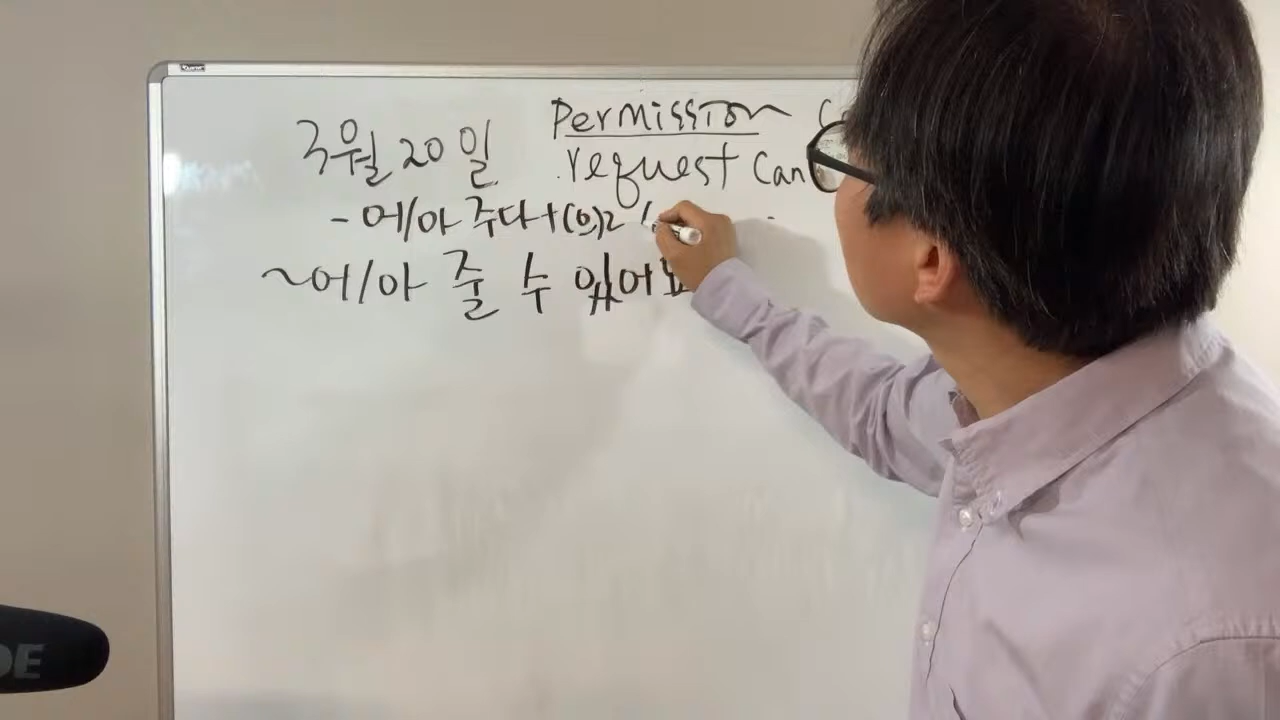 3월 20일
Permission
request Can
- 어/아 주다 + (으)ㄹ
~어/아 줄 수 있어요
DE